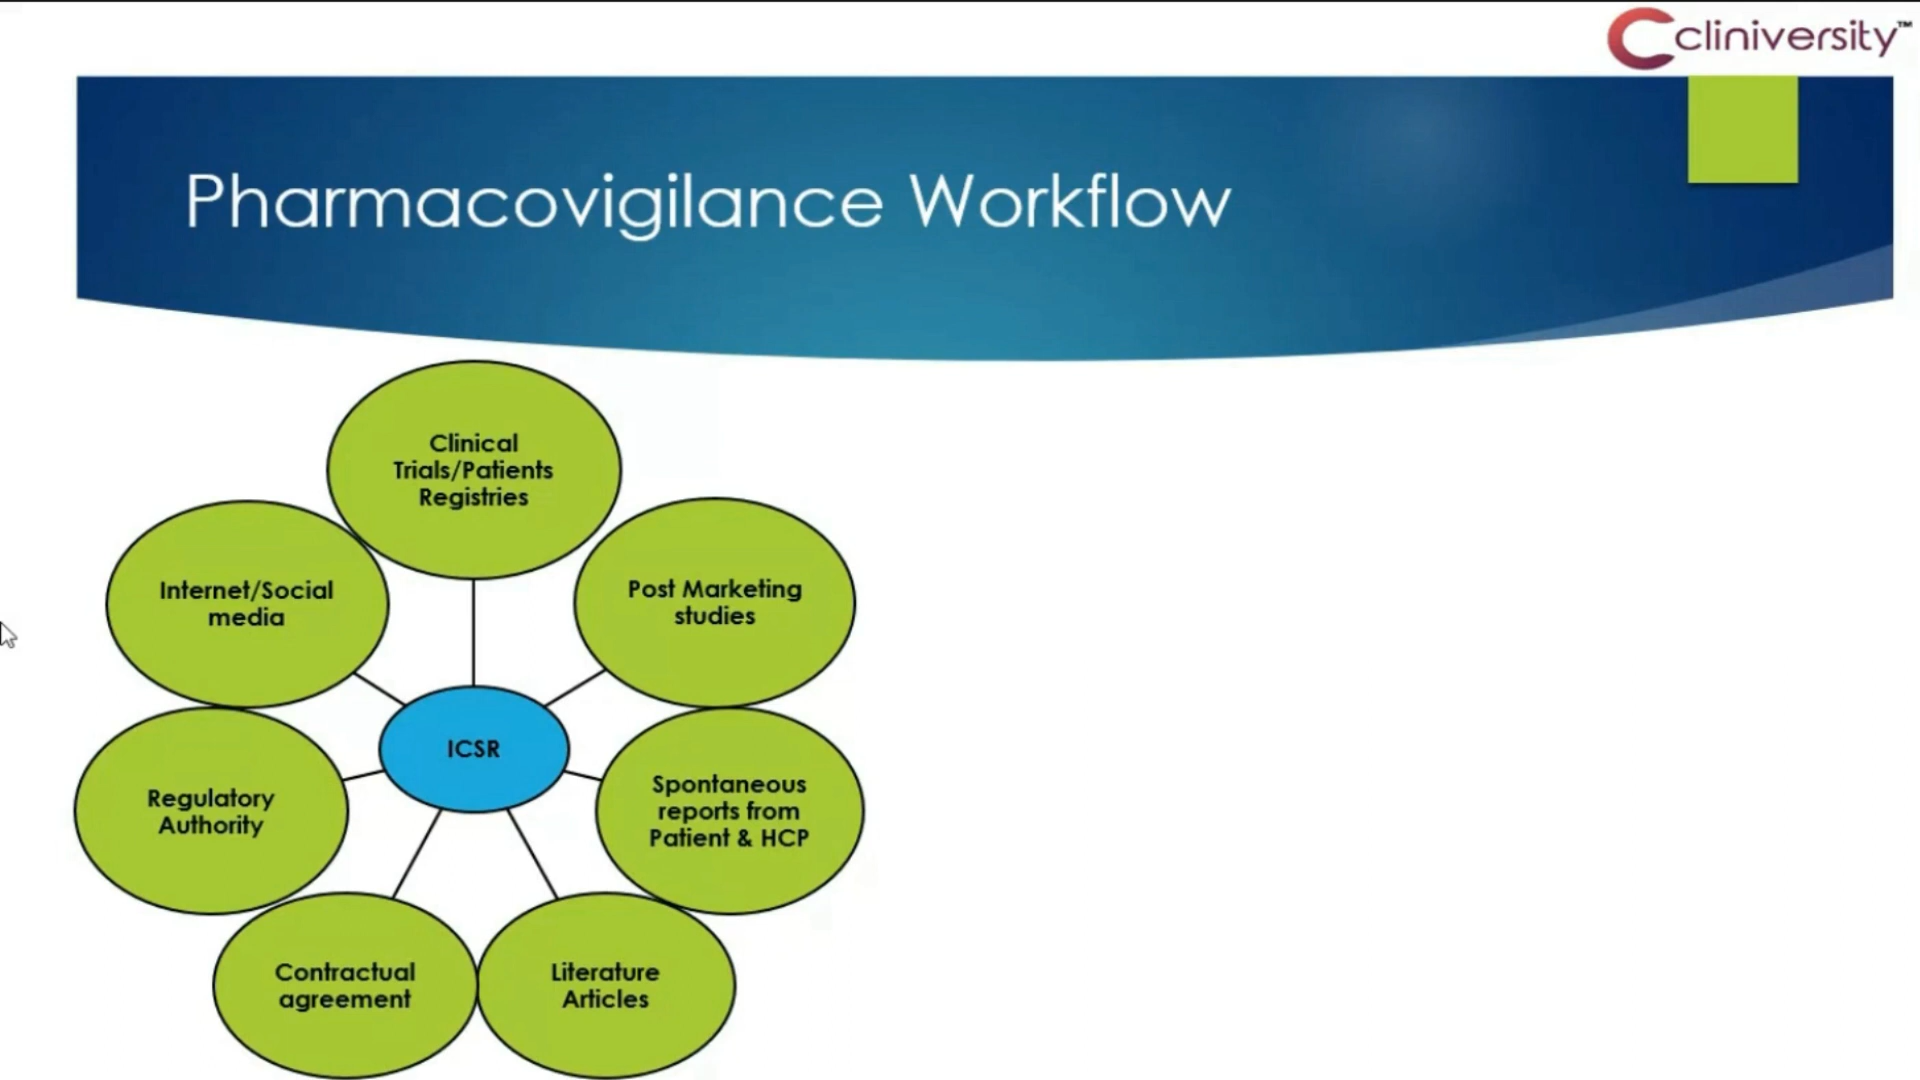 cliniversity™
Pharmacovigilance Workflow
Clinical
Trials/Patients
Registries
Internet/Social
media
Post Marketing
studies
ICSR
Regulatory
Authority
Spontaneous
reports from
Patient & HCP
Contractual
agreement
Literature
Articles